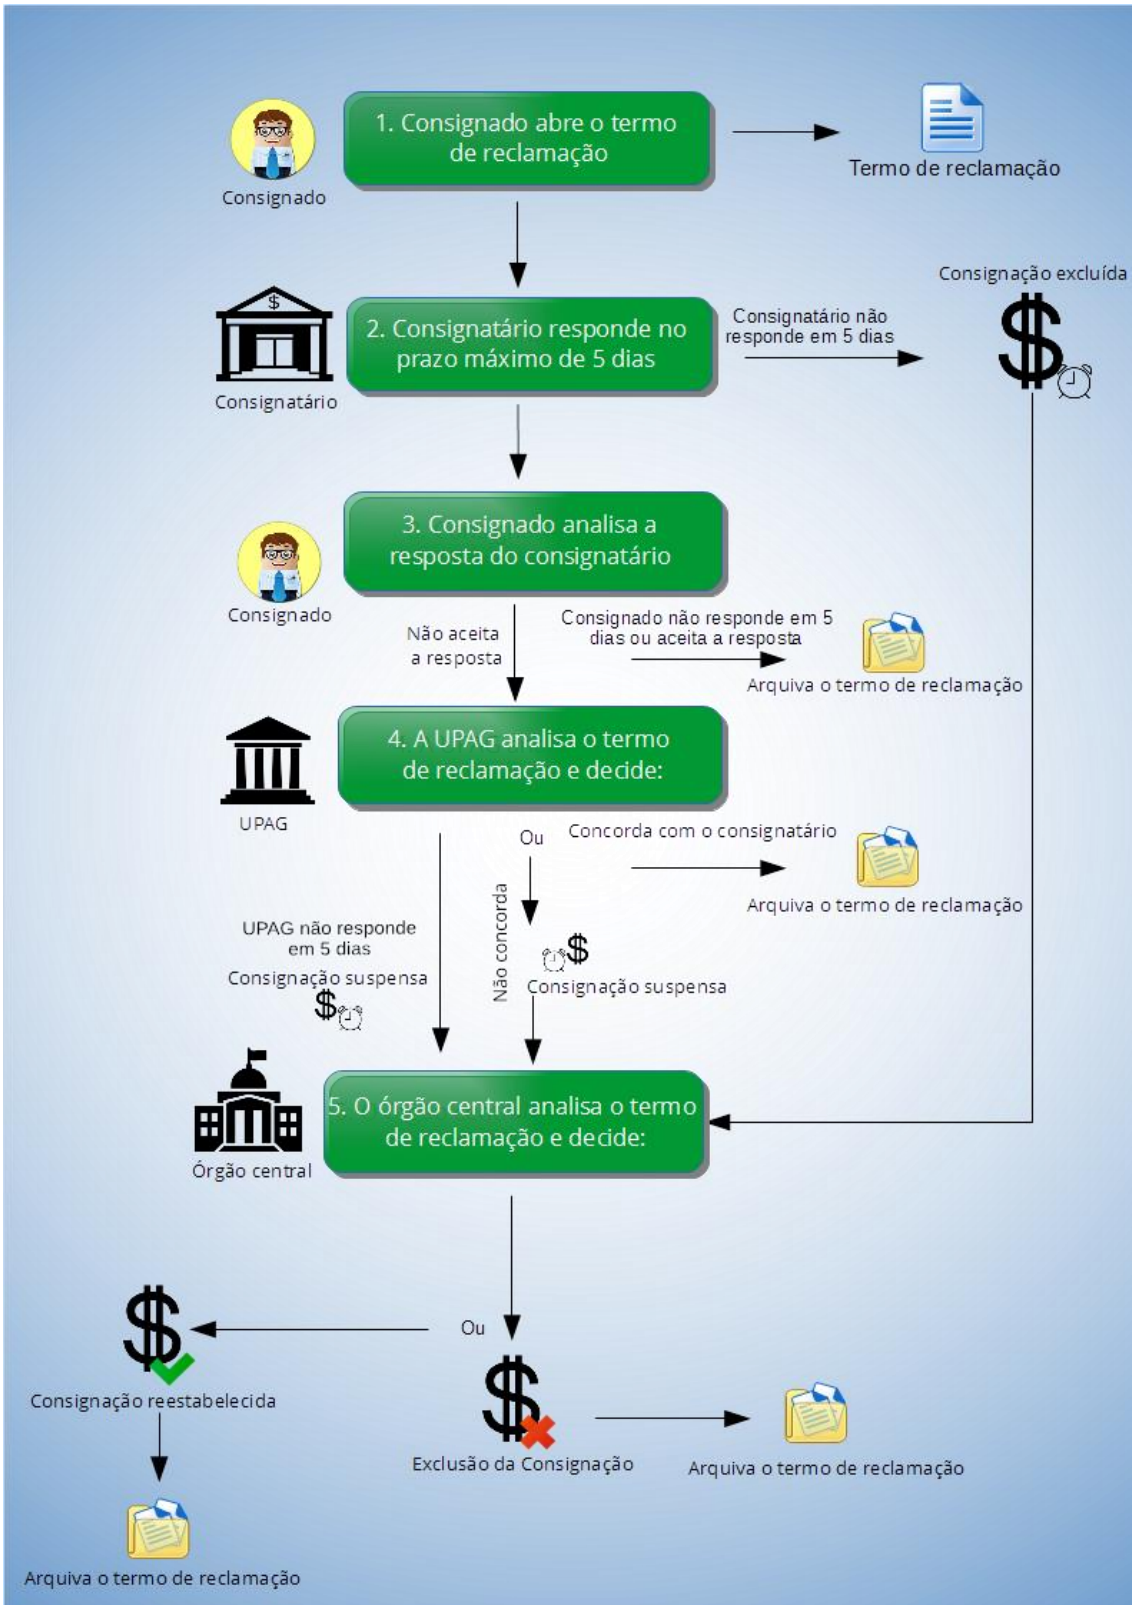 1. Consignado abre o termo
de reclamação
Consignado
Termo de reclamação
Consignação excluída
2. Consignatário responde no
prazo máximo de 5 dias
Consignatário não
responde em 5 dias
Consignatário
3. Consignado analisa a
resposta do consignatário
Consignado
Não aceita
a resposta
Consignado não responde em 5
dias ou aceita a resposta
Arquiva o termo de reclamação
4. A UPAG analisa o termo
de reclamação e decide:
UPAG
Ou
Concorda com o consignatário
Arquiva o termo de reclamação
UPAG não responde
em 5 dias
Consignação suspensa
Não concorda
Consignação suspensa
5. O órgão central analisa o termo
de reclamação e decide:
Órgão central
Ou
Consignação reestabelecida
Exclusão da Consignação
Arquiva o termo de reclamação
Arquiva o termo de reclamação